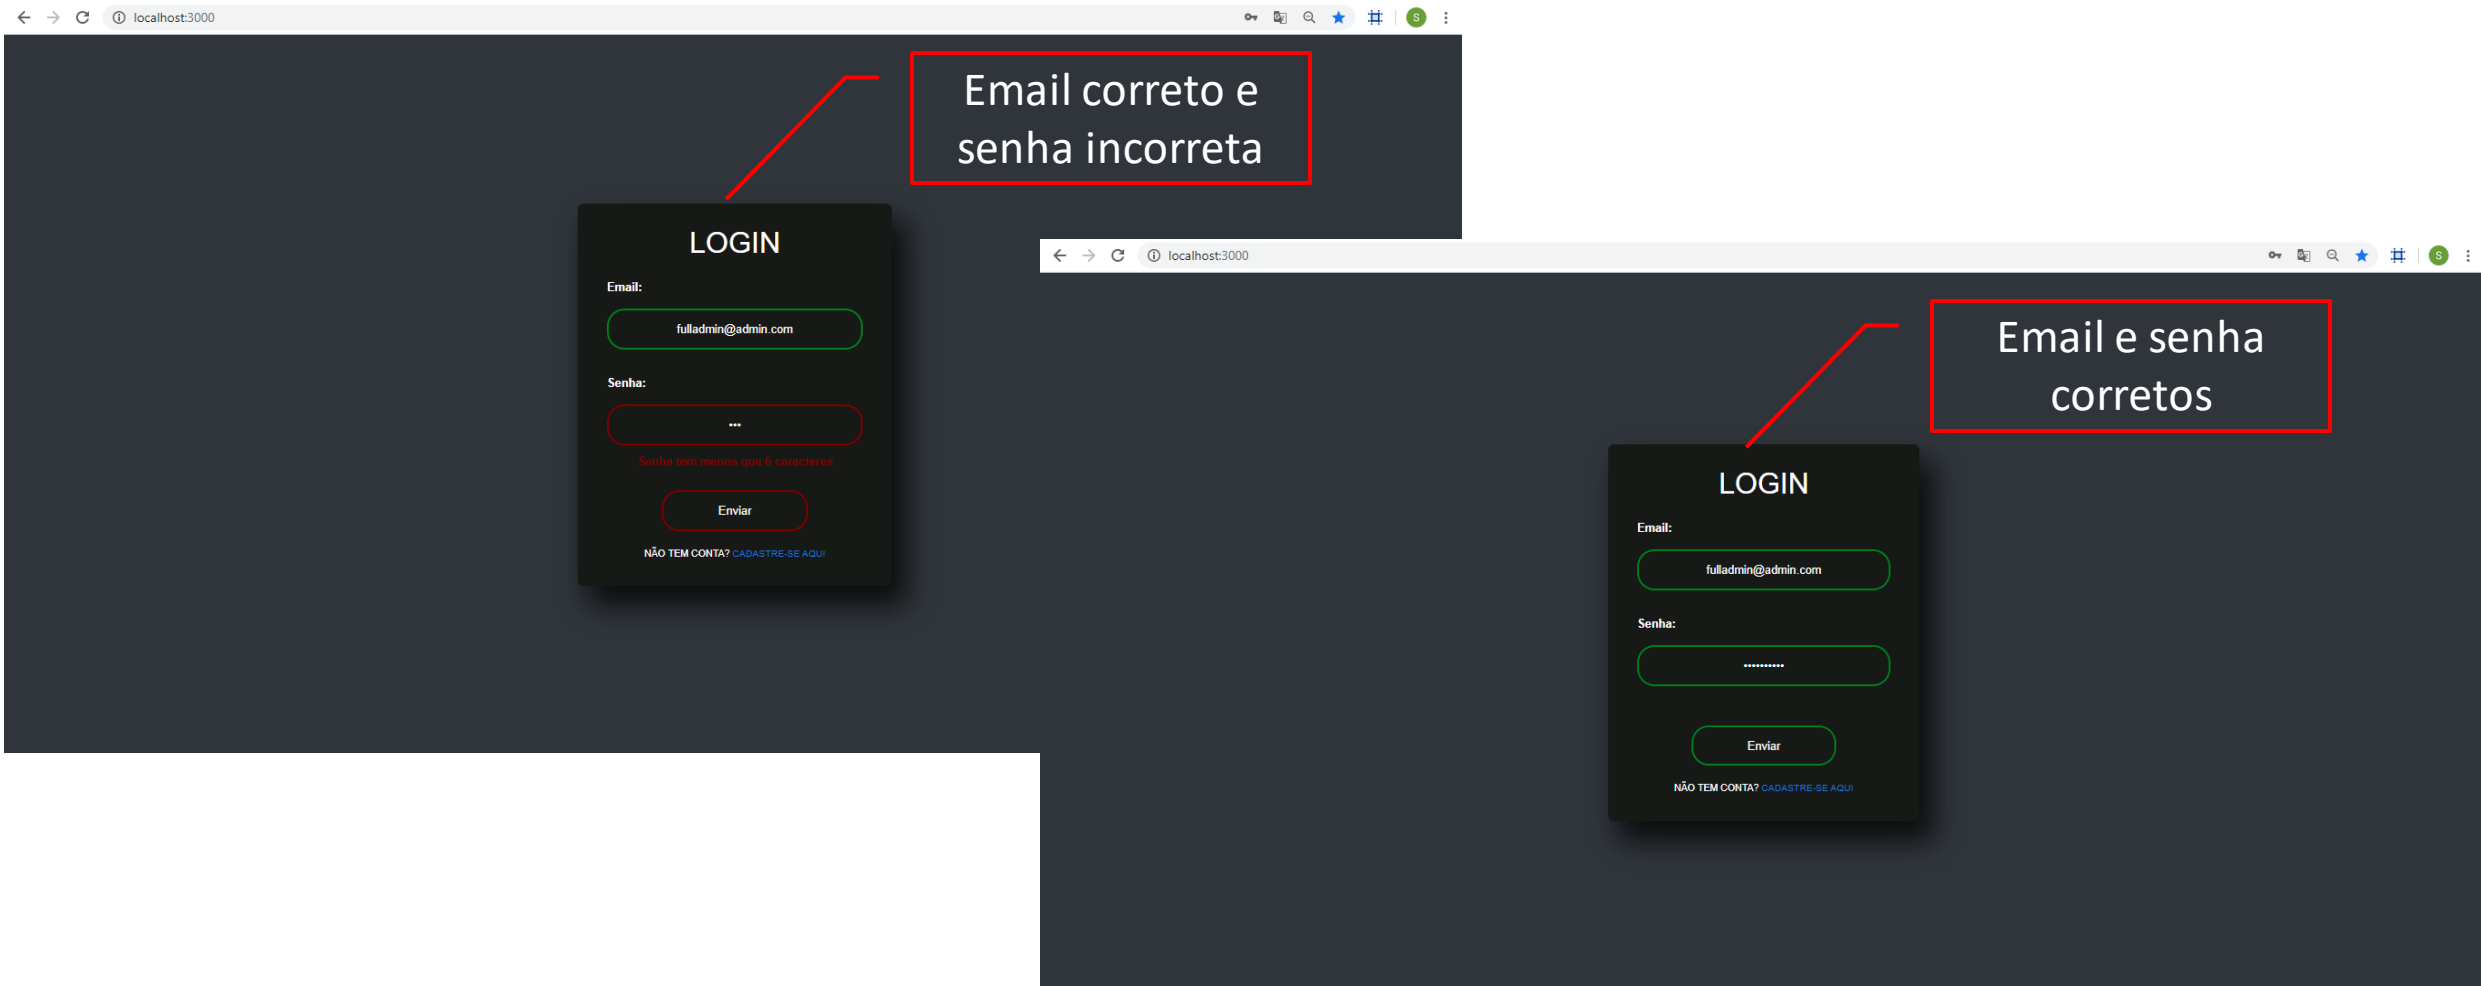 localhost:3000
S
Email correto e
senha incorreta
LOGIN
Email:
fulladmin@admin.com
Senha:
•••
Senha tem menos que 6 caracteres
Enviar
NÃO TEM CONTA? CADASTRE-SE AQUI
localhost:3000
S
Email e senha
corretos
LOGIN
Email:
fulladmin@admin.com
Senha:
••••••••••
Enviar
NÃO TEM CONTA? CADASTRE-SE AQUI